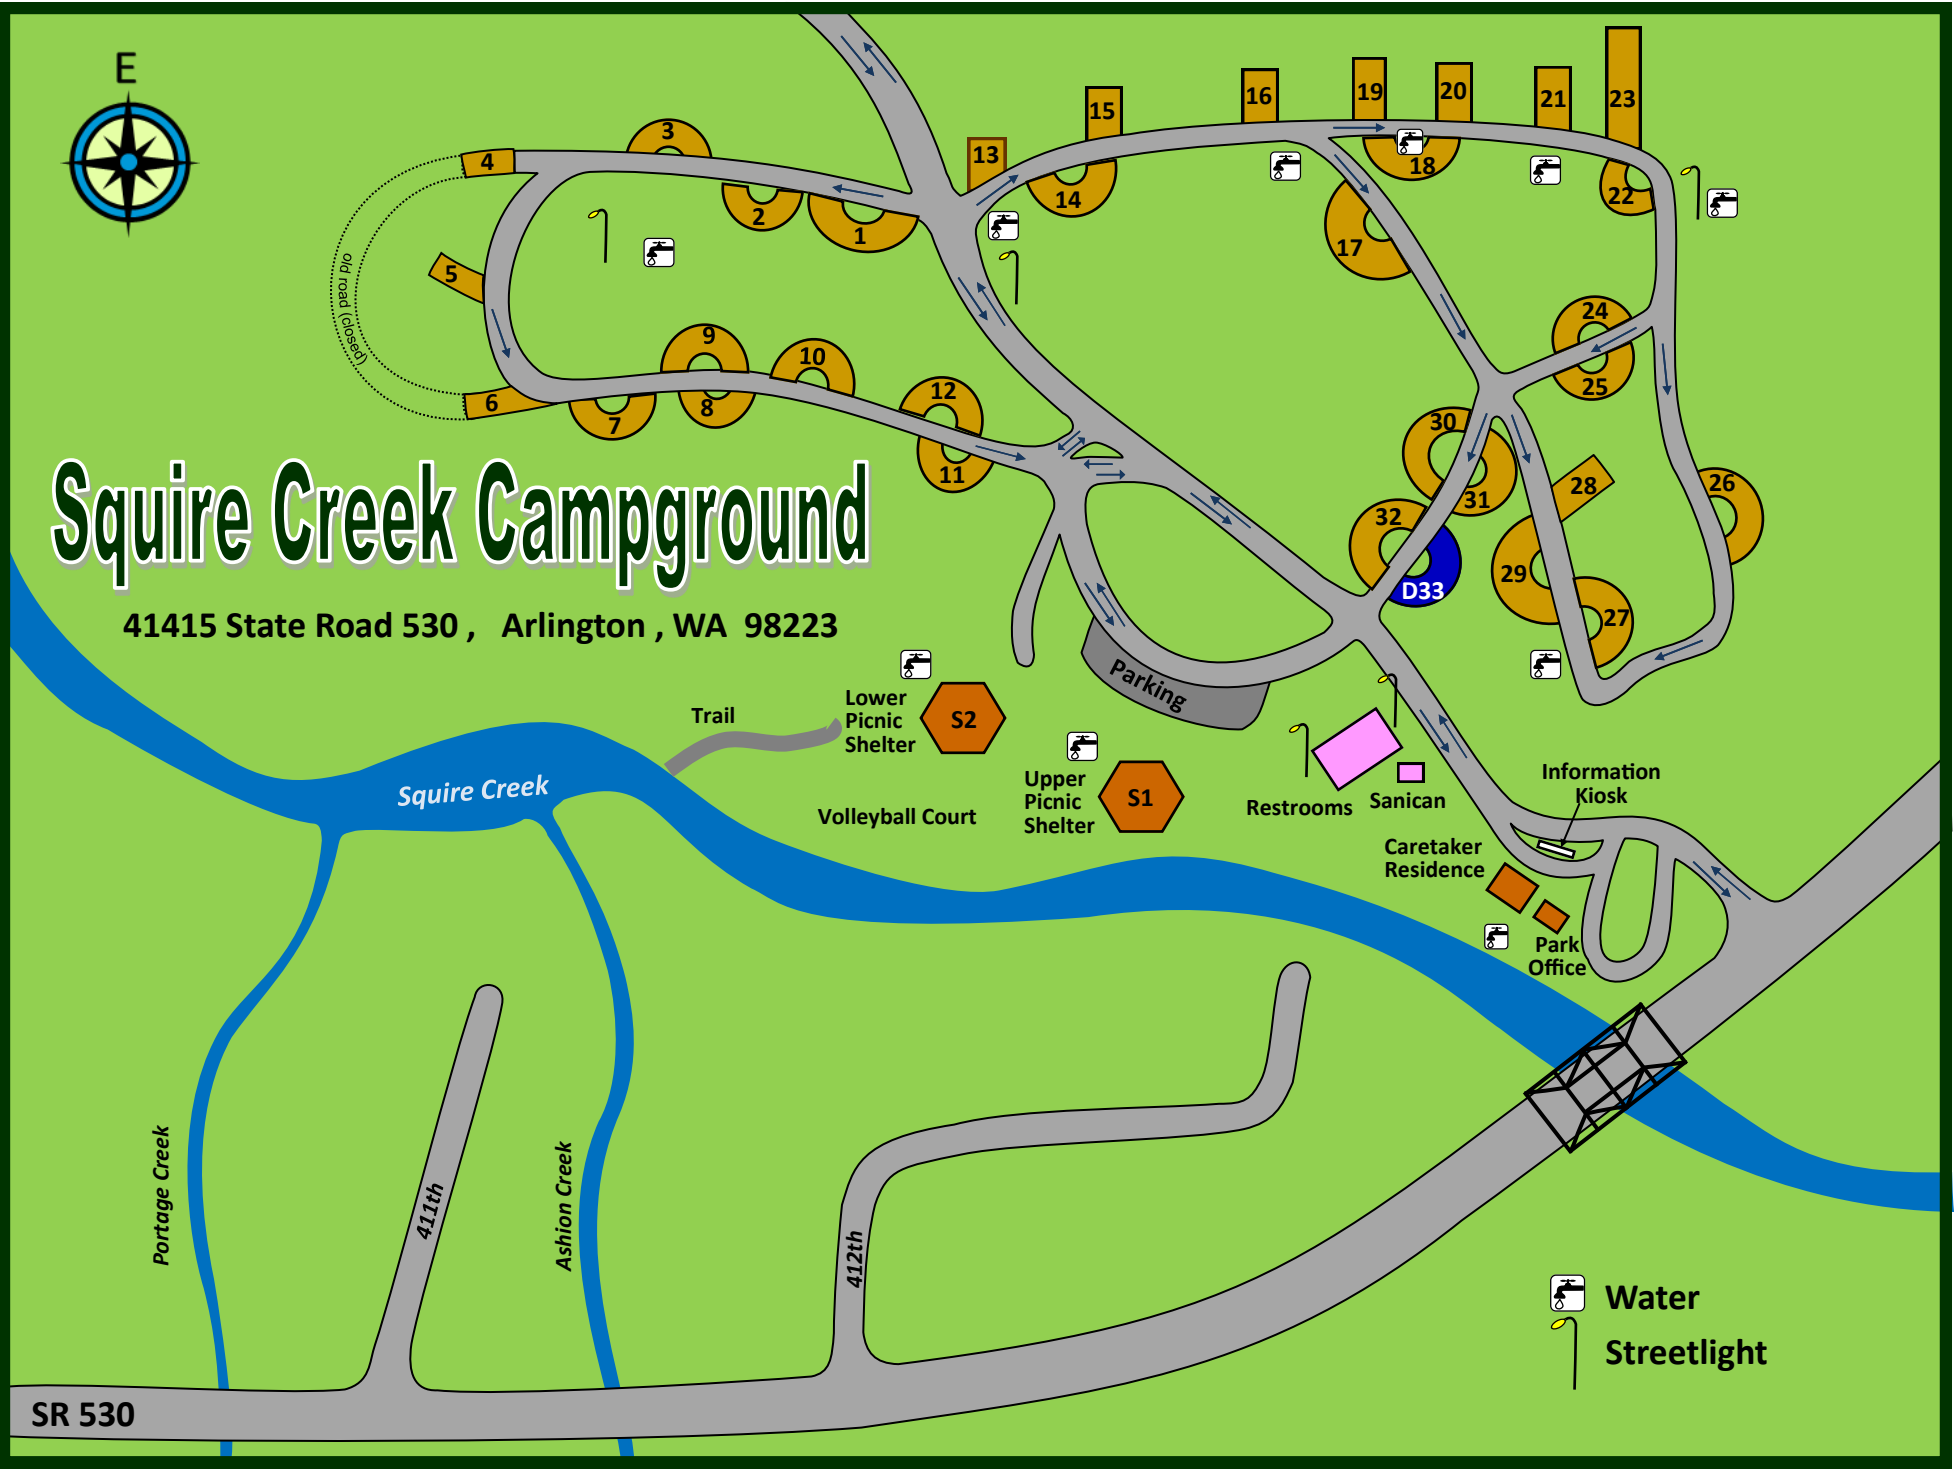 E
3
4
2
1
5
old road (closed)
9
10
12
6
7
8
11
13
14
15
16
19
20
21
23
18
22
17
24
25
30
31
28
26
32
D33
29
27
Squire Creek Campground
41415 State Road 530 , Arlington , WA 98223
Parking
Trail
Lower
Picnic
Shelter
S2
Upper
Picnic
Shelter
S1
Volleyball Court
Restrooms
Sanican
Information
Kiosk
Caretaker
Residence
Park
Office
Squire Creek
Portage Creek
411th
Ashion Creek
412th
SR 530
Water
Streetlight